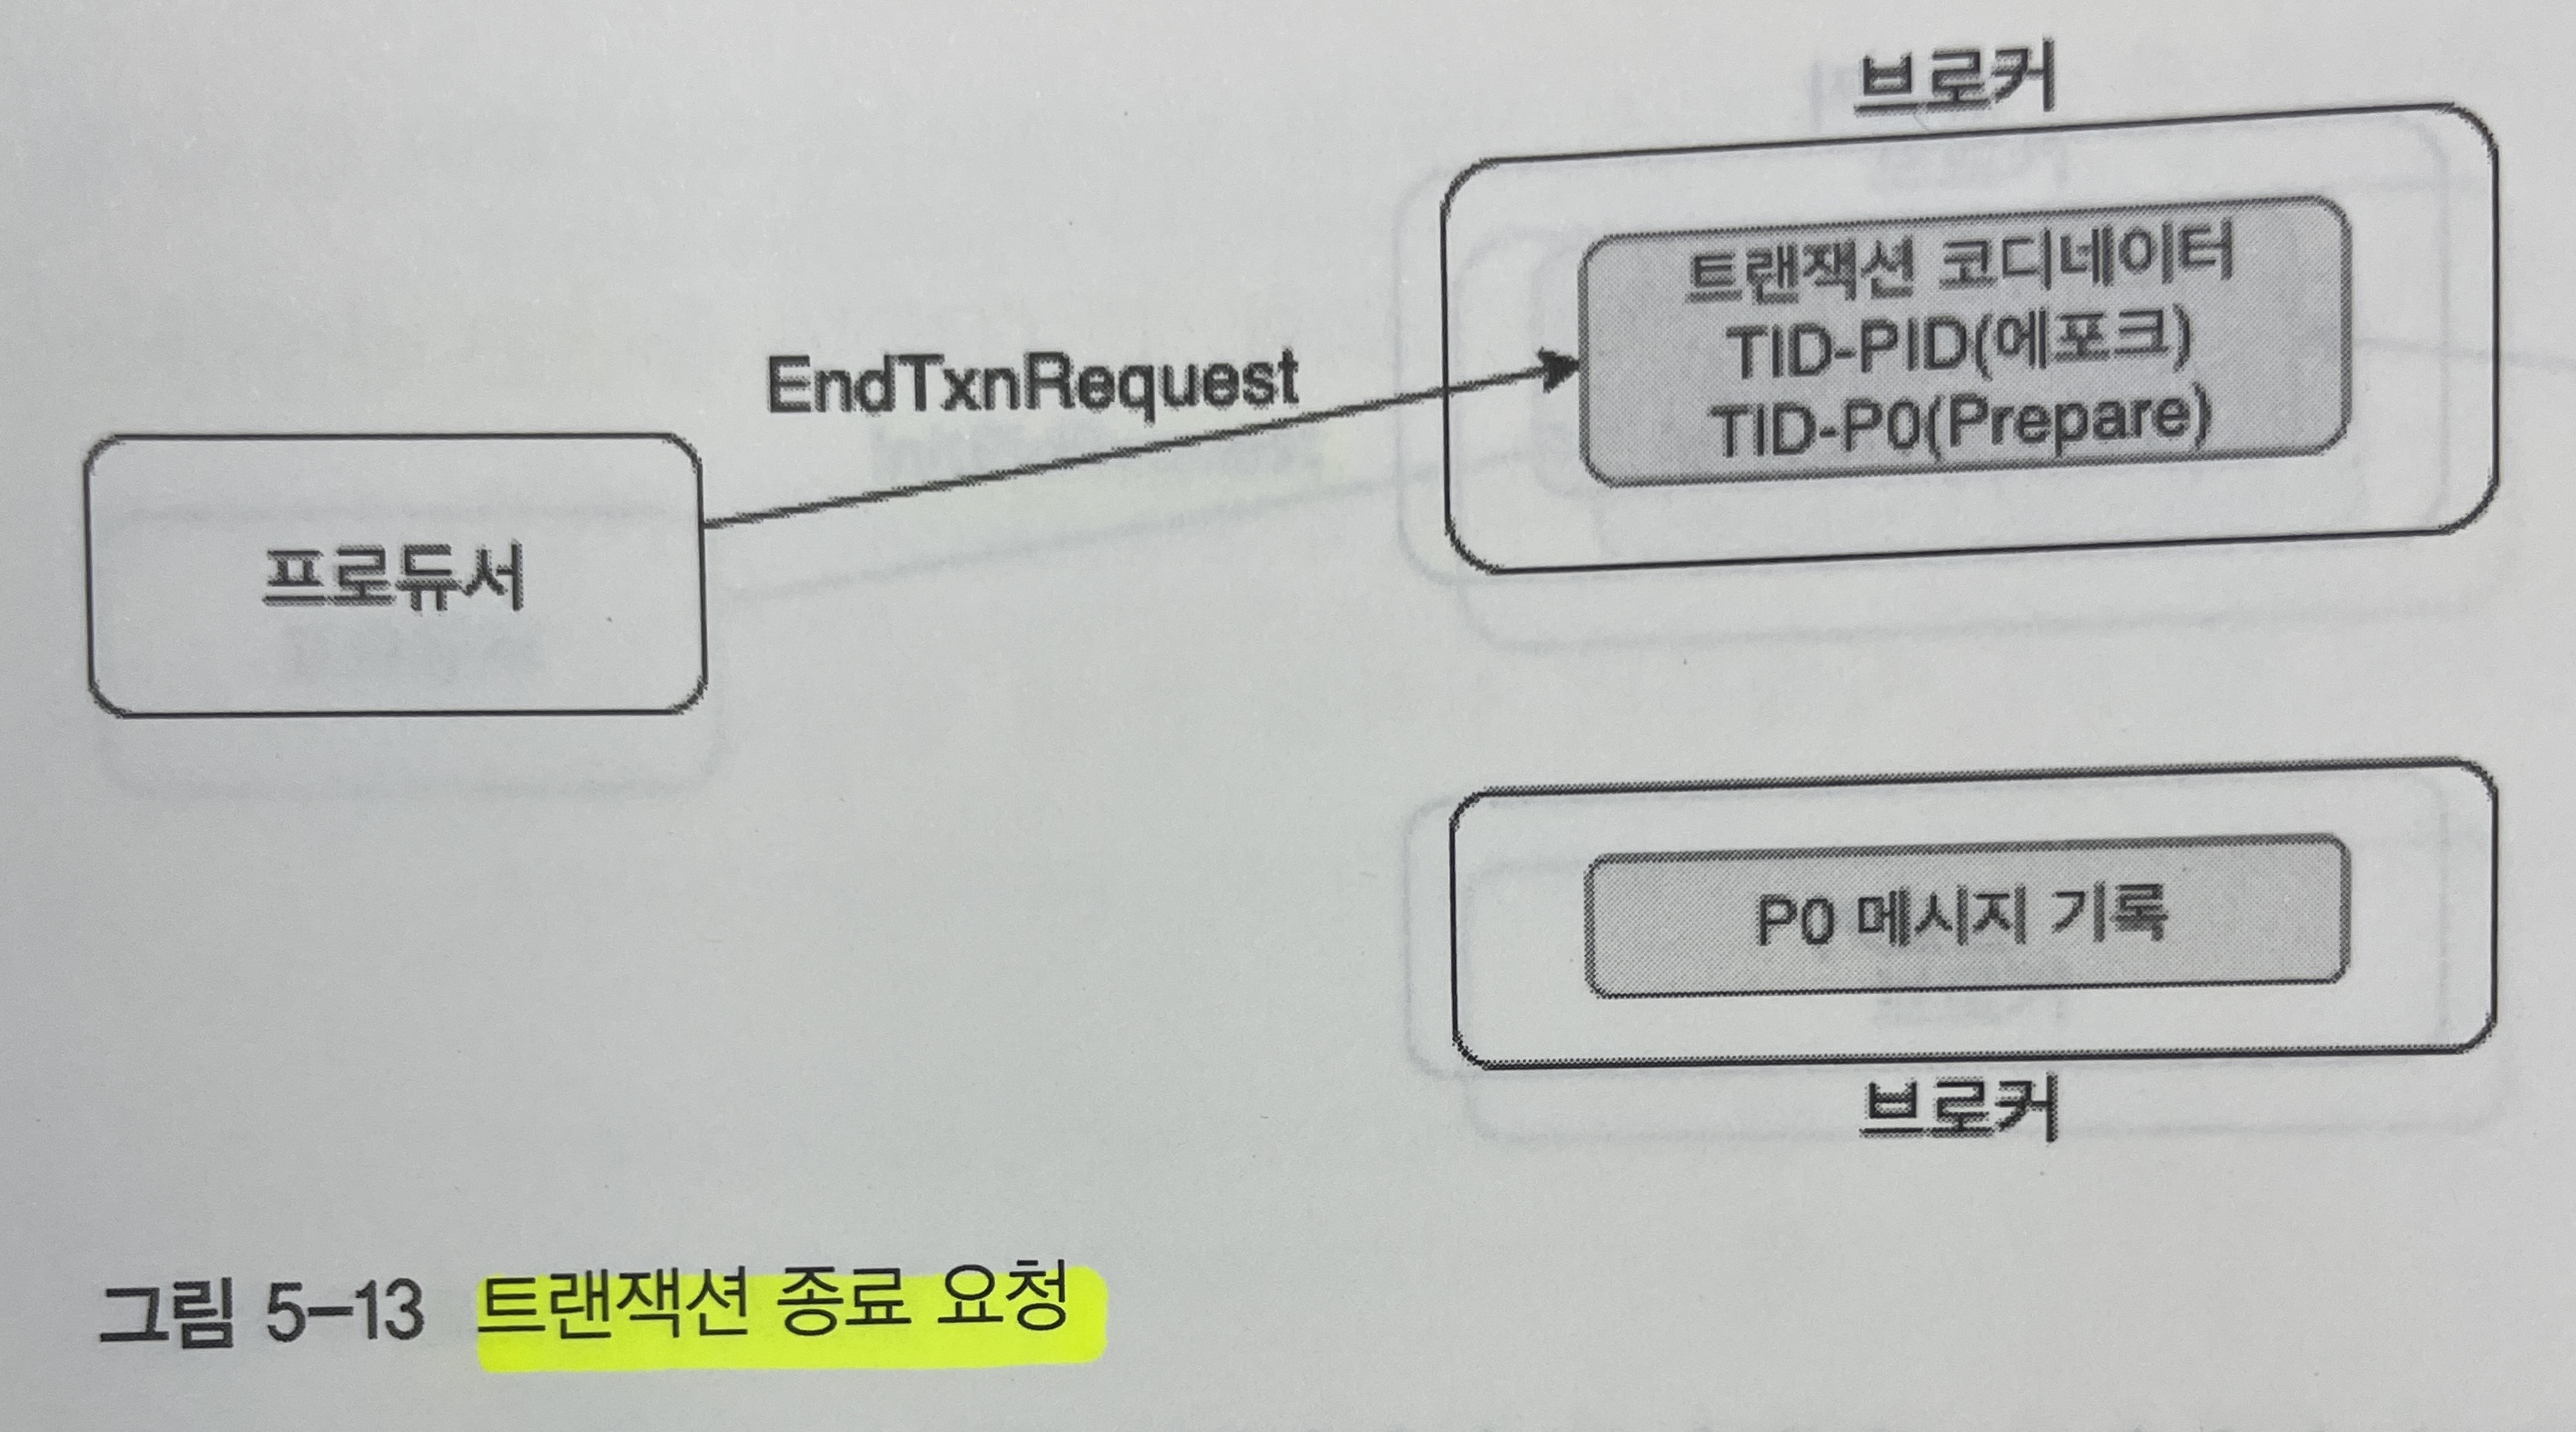 브로커
트랜잭션 코디네이터
TID-PID(에포크)
TID-P0(Prepare)
EndTxnRequest
프로듀서
P0 메시지 기록
브로커
그림 5-13 트랜잭션 종료 요청